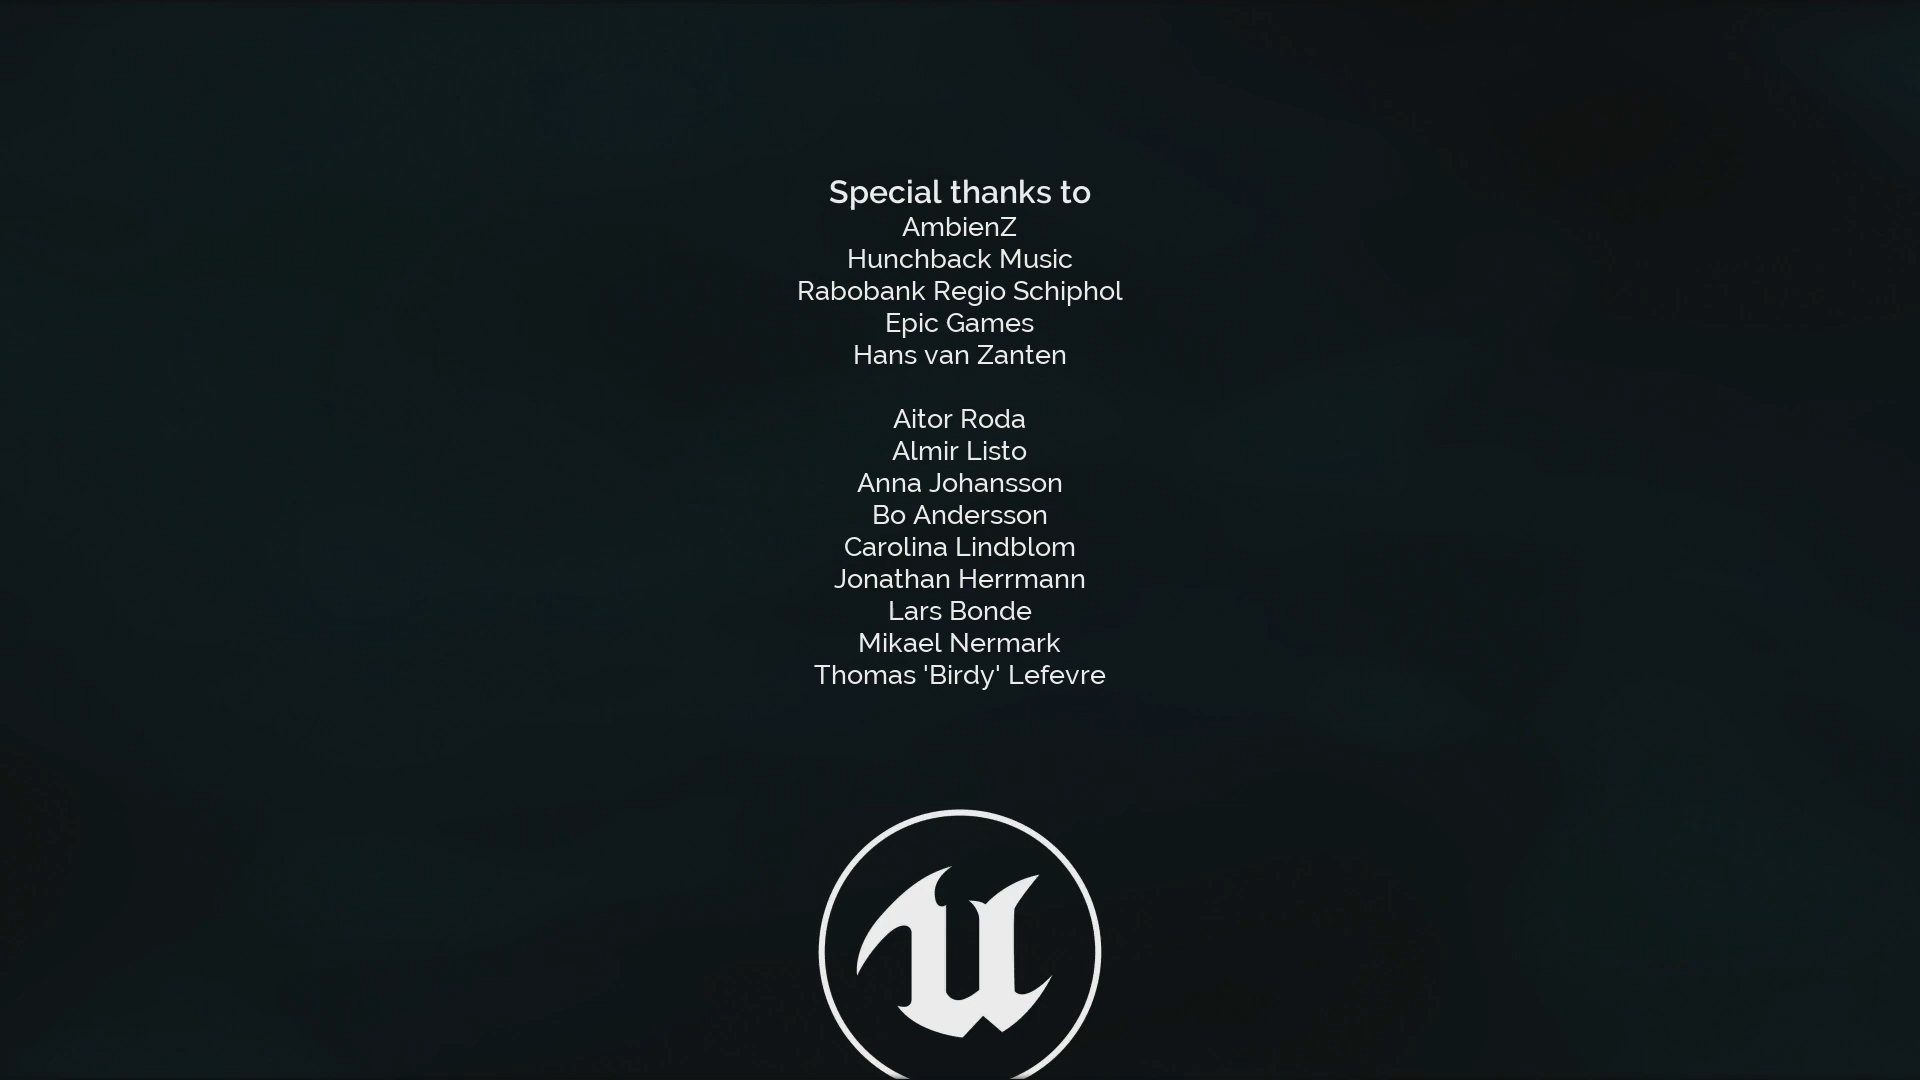 Special thanks to
AmbienZ
Hunchback Music
Rabobank Regio Schiphol
Epic Games
Hans van Zanten
Aitor Roda
Almir Listo
Anna Johansson
Bo Andersson
Carolina Lindblom
Jonathan Herrmann
Lars Bonde
Mikael Nermark
Thomas 'Birdy' Lefevre